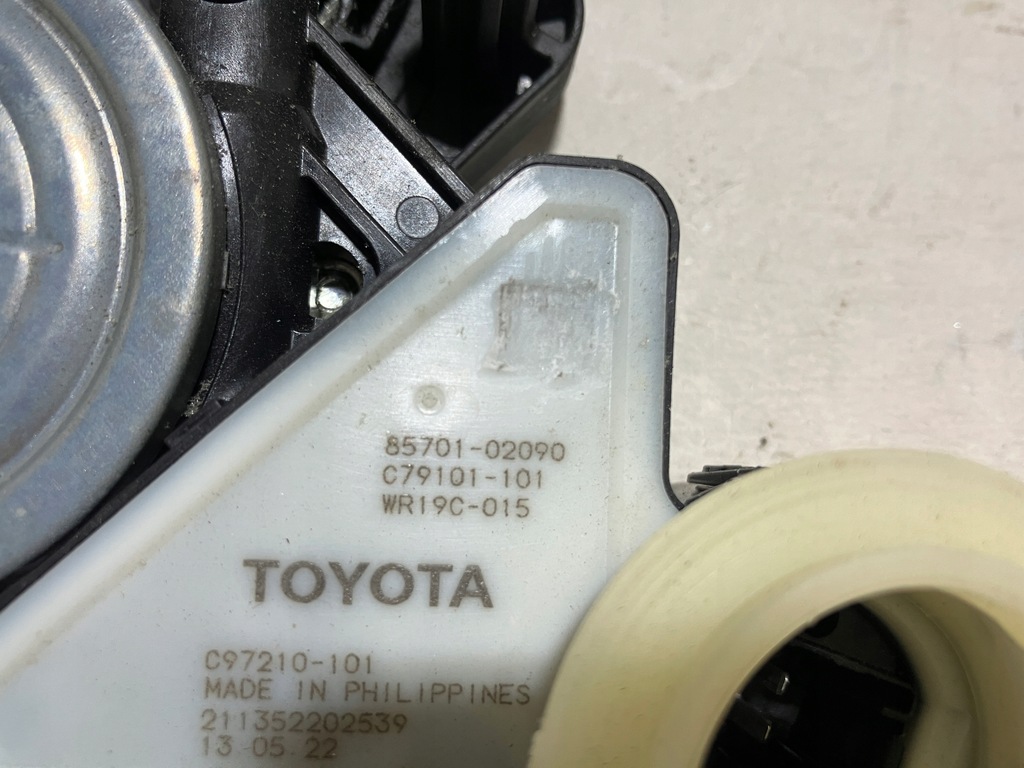 85701-02090
C79101-101
WR19C-015
TOYOTA
C97210-101
MADE IN PHILIPPINES
211352202539
13.05.22